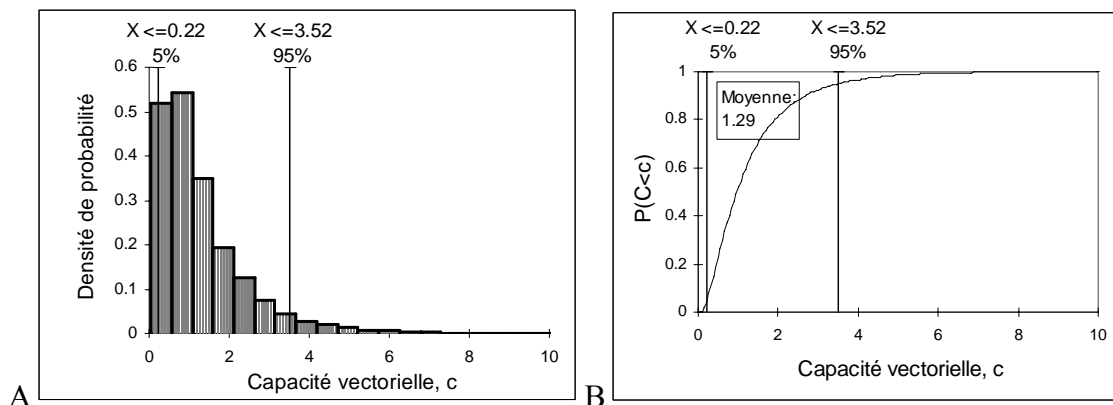 X <=0.22 X <=3.52
5% 95%
0.6
0.5
0.4
0.3
0.2
0.1
0
Densité de probabilité
0 2 4 6 8 10
Capacité vectorielle, c
A
X <=0.22 X <=3.52
5% 95%
1
0.8
0.6
0.4
0.2
0
P(C<c)
Moyenne:
1.29
0 2 4 6 8 10
Capacité vectorielle, c
B